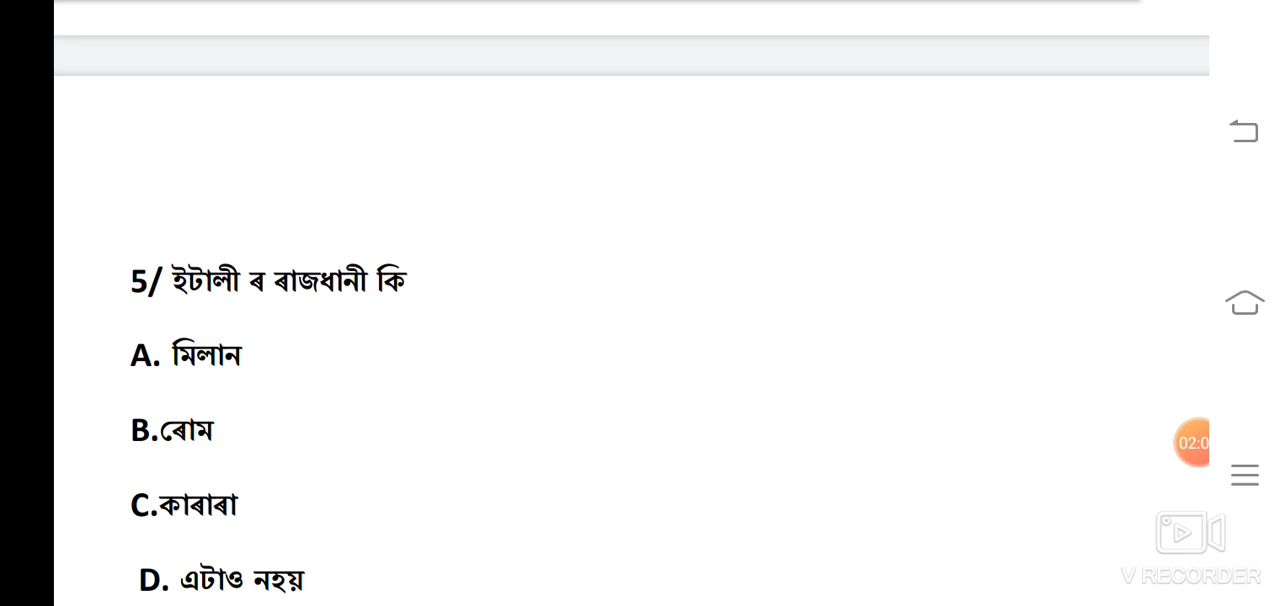 5/ ইটালী ৰ ৰাজধানী কি
A. মিলান
B.ৰোম
C.কাৰাৰা
D. এটাও নহয়
02:0
V RECORDER